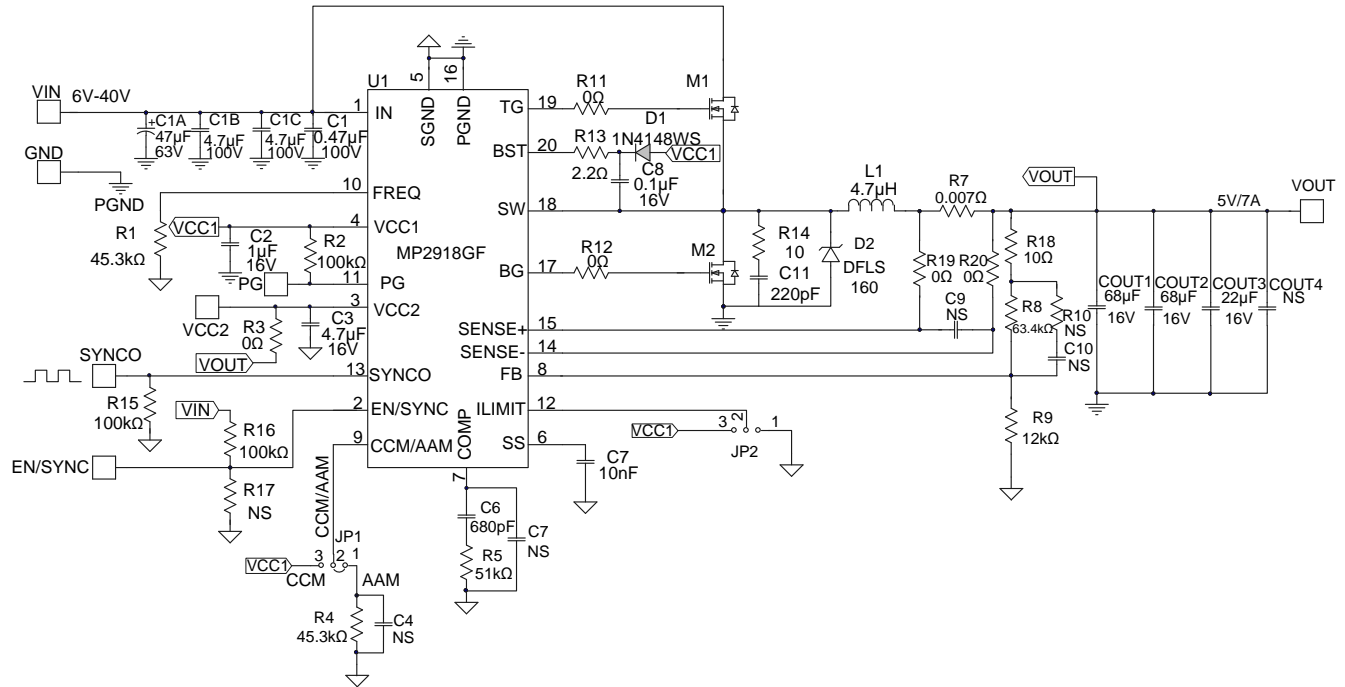 VIN
6V-40V
GND
PGND
+C1A
47µF
63V
C1B
4.7µF
100V
C1C
4.7µF
100V
C1
0.47µF
100V
U1
1
IN
10
FREQ
4
VCC1
MP2918GF
11
PG
3
VCC2
13
SYNCO
2
EN/SYNC
9
CCM/AAM
COMP
7
5
SGND
16
PGND
TG
19
BST
20
SW
18
BG
17
SENSE+
15
SENSE-
14
FB
8
ILIMIT
12
SS
6
R1
45.3kΩ
VCC1
C2
1µF
16V
R2
100kΩ
PG
VCC2
R3
0Ω
VOUT
C3
4.7µF
16V
SYNCO
R15
100kΩ
VIN
R16
100kΩ
EN/SYNC
R17
NS
CCM/AAM
JP1
VCC1
3
2
1
CCM
AAM
R4
45.3kΩ
C4
NS
C6
680pF
R5
51kΩ
C7
NS
C7
10nF
R11
0Ω
R13
2.2Ω
D1
1N4148WS
VCC1
C8
0.1µF
16V
M1
R12
0Ω
M2
R14
10
C11
220pF
D2
DFLS
160
L1
4.7µH
R7
0.007Ω
R19
0Ω
R20
0Ω
C9
NS
R18
10Ω
R8
63.4kΩ
R10
NS
C10
NS
R9
12kΩ
VCC1
3
2
1
JP2
VOUT
5V/7A
VOUT
COUT1
68µF
16V
COUT2
68µF
16V
COUT3
22µF
16V
COUT4
NS